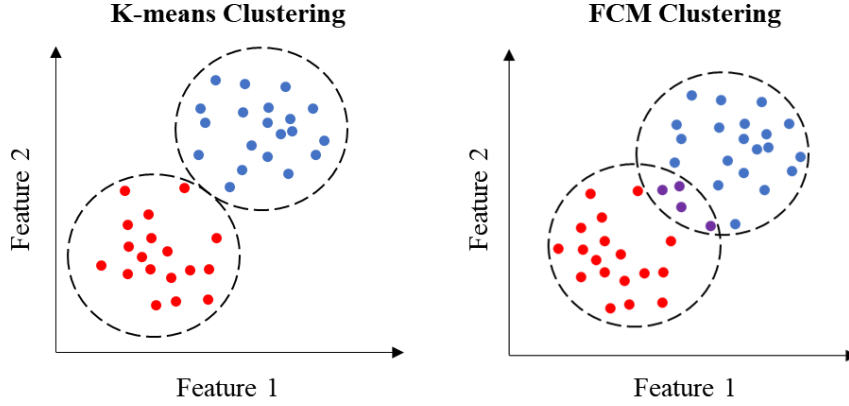 K-means Clustering
Feature 2
Feature 1
FCM Clustering
Feature 2
Feature 1